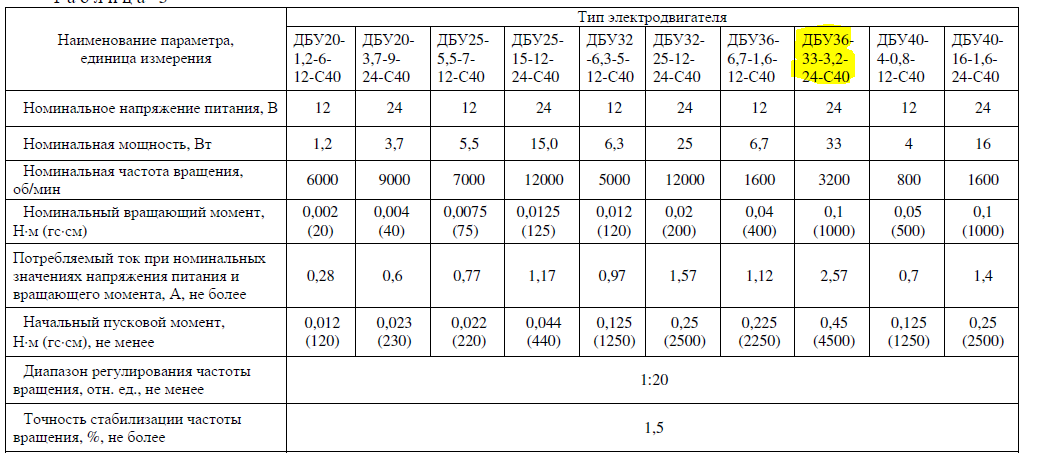 Т а б л и ц а 3
Наименование параметра,
единица измерения
Тип электродвигателя
ДБУ20-
1,2-6-
12-С40
ДБУ20-
3,7-9-
24-С40
ДБУ25-
5,5-7-
12-С40
ДБУ25-
15-12-
24-С40
ДБУ32
-6,3-5-
12-С40
ДБУ32-
25-12-
24-С40
ДБУ36-
6,7-1,6-
12-С40
ДБУ36-
33-3,2-
24-С40
ДБУ40-
4-0,8-
12-С40
ДБУ40-
16-1,6-
24-С40
Номинальное напряжение питания, В 12 24 12 24 12 24 12 24 12 24
Номинальная мощность, Вт 1,2 3,7 5,5 15,0 6,3 25 6,7 33 4 16
Номинальная частота вращения,
об/мин 6000 9000 7000 12000 5000 12000 1600 3200 800 1600
Номинальный вращающий момент, 0,002 0,004 0,0075 0,0125 0,012 0,02 0,04 0,1 0,05 0,1
Н·м (гс·см) (20) (40) (75) (125) (120) (200) (400) (1000) (500) (1000)
Потребляемый ток при номинальных
значениях напряжения питания и 0,28 0,6 0,77 1,17 0,97 1,57 1,12 2,57 0,7 1,4
вращающего момента, А, не более
Начальный пусковой момент, 0,012 0,023 0,022 0,044 0,125 0,25 0,225 0,45 0,125 0,25
Н·м (гс·см), не менее (120) (230) (220) (440) (1250) (2500) (2250) (4500) (1250) (2500)
Диапазон регулирования частоты
вращения, отн. ед., не менее 1:20
Точность стабилизации частоты
вращения, %, не более 1,5